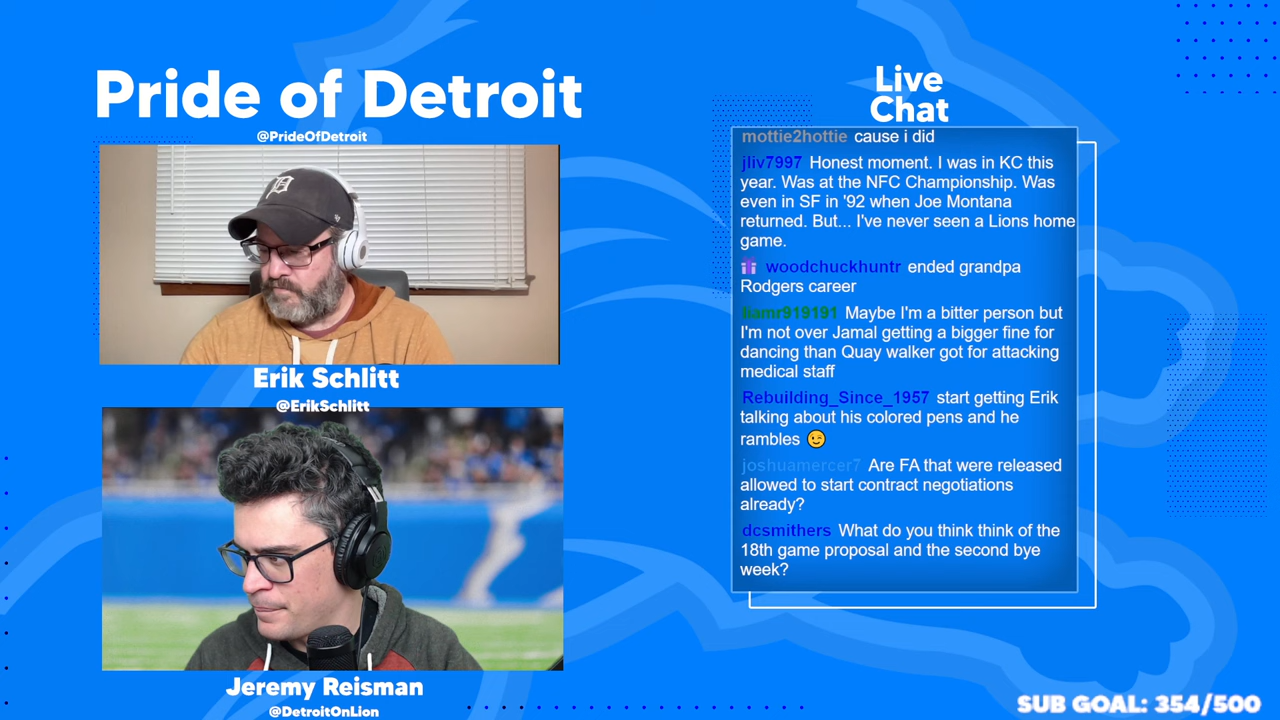 Pride of Detroit
@PrideOfDetroit
Erik Schlitt
@ErikSchlitt
Jeremy Reisman
@DetroitOnLion
Live
Chat
mottie2hottie cause i did
jliv7997 Honest moment. I was in KC this
year. Was at the NFC Championship. Was
even in SF in '92 when Joe Montana
returned. But... I've never seen a Lions home
game.
woodchuckhuntr ended grandpa
Rodgers career
liamr919191 Maybe I'm a bitter person but
I'm not over Jamal getting a bigger fine for
dancing than Quay walker got for attacking
medical staff
Rebuilding_Since_1957 start getting Erik
talking about his colored pens and he
rambles 😉
joshuamercer7 Are FA that were released
allowed to start contract negotiations
already?
dcsmithers What do you think think of the
18th game proposal and the second bye
week?
SUB GOAL: 354/500